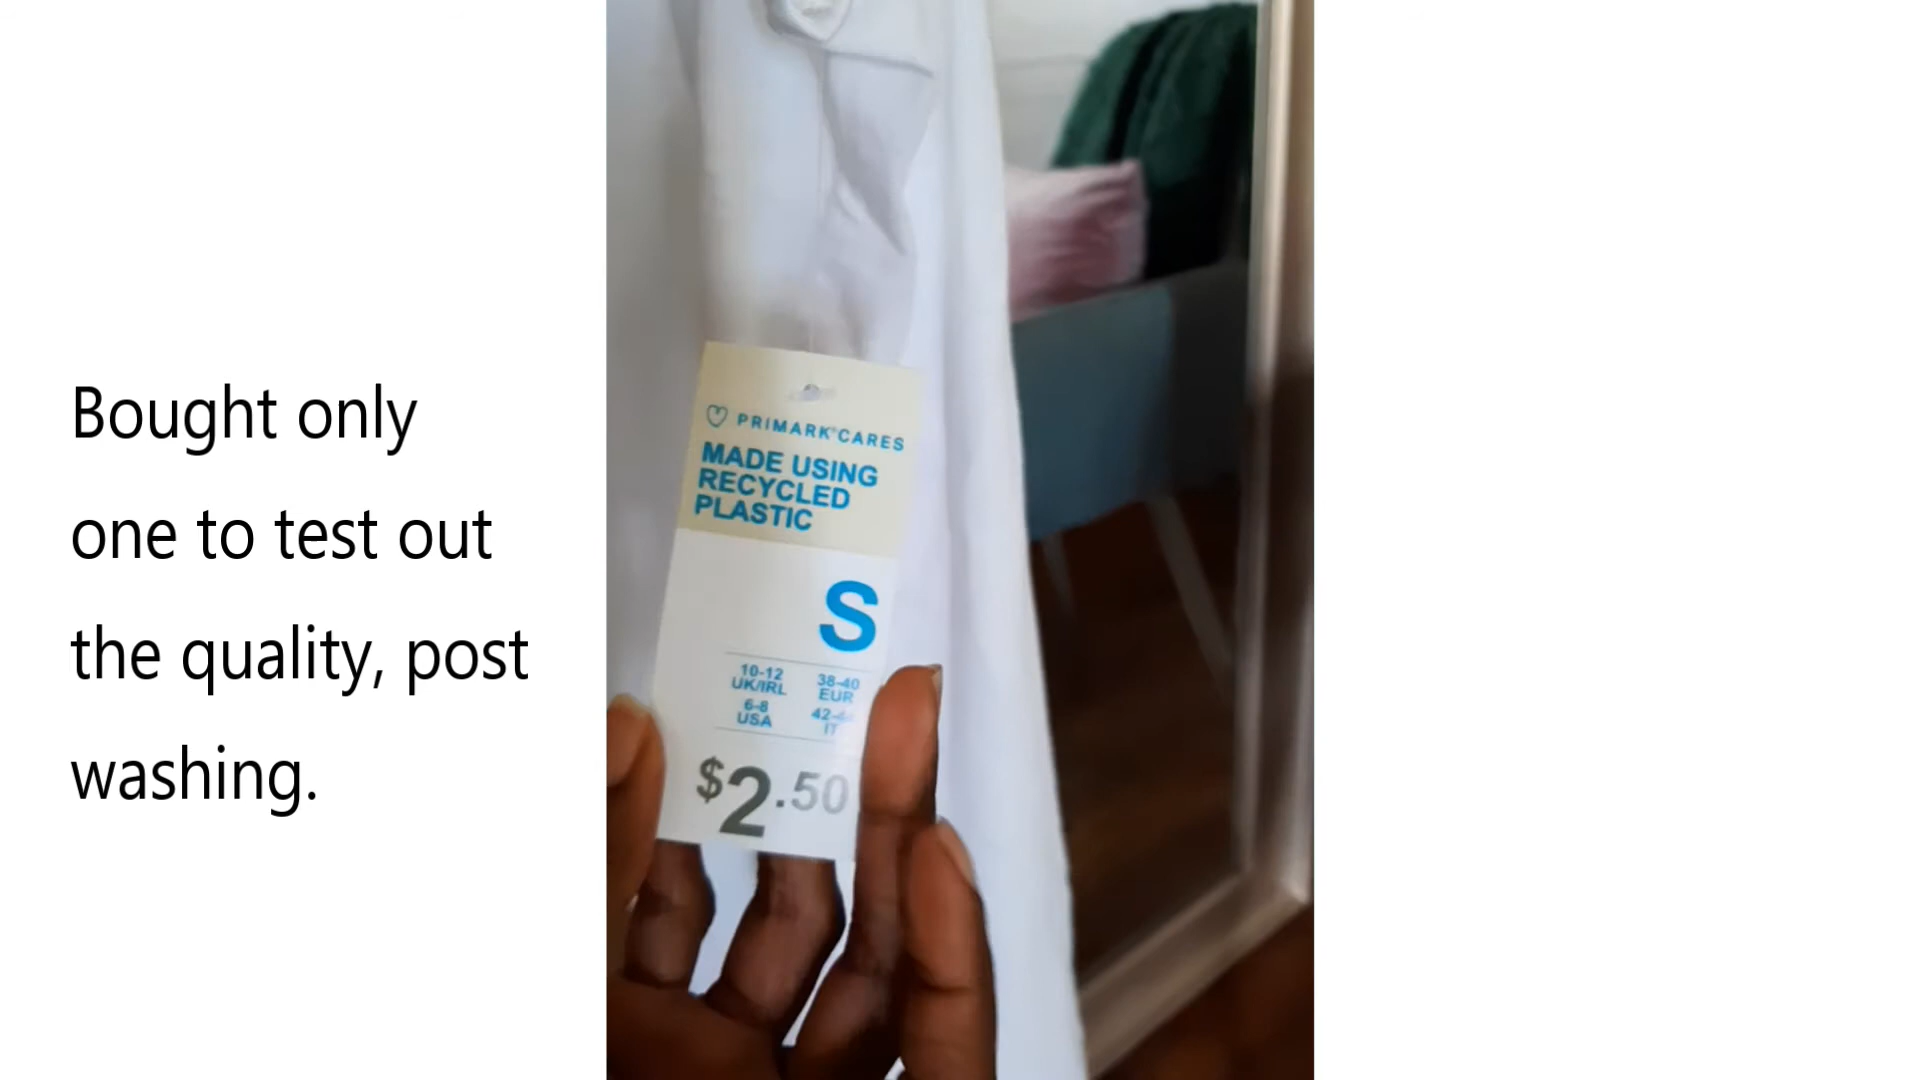 Bought only
one to test out
the quality, post
washing.
PRIMARK®CARES
MADE USING
RECYCLED
PLASTIC
S
10-12 38-40
UK/IRL EUR
6-8
USA IT
$2.50